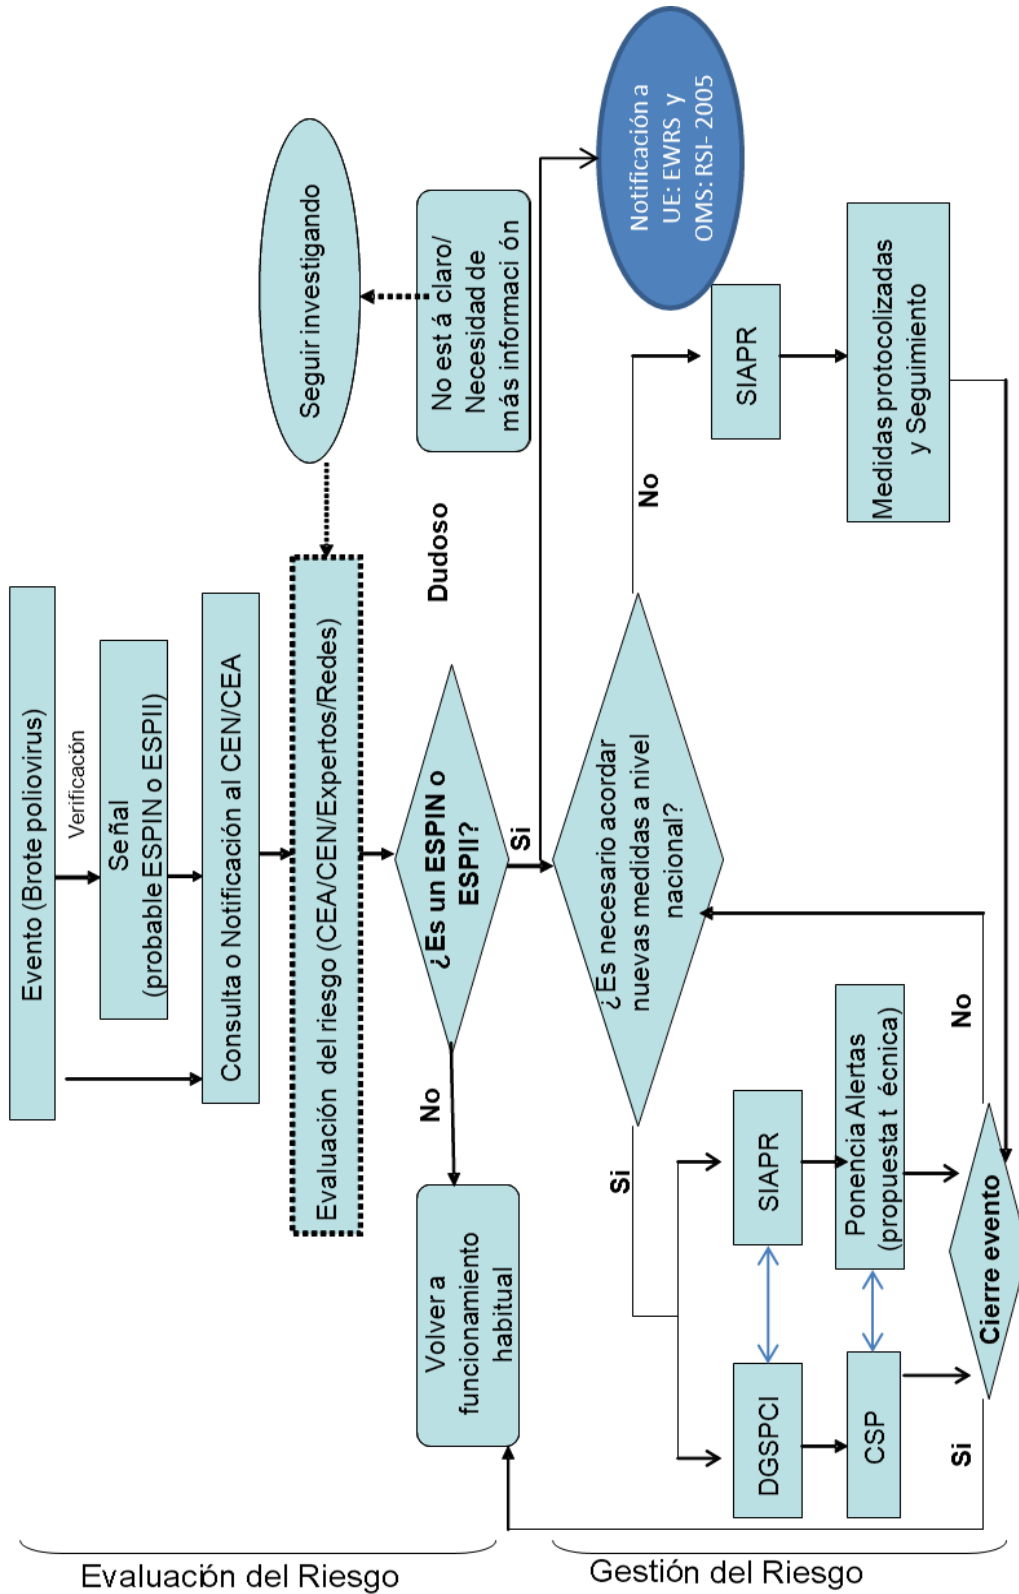 Evento (Brote poliovirus)
Verificación
Señal
(probable ESPIN o ESPII)
Consulta o Notificación al CEN/CEA
Evaluación del riesgo (CEA/CEN/Expertos/Redes)
Seguir investigando
No est á claro/
Necesidad de
más informaci ón
Dudoso
¿Es un ESPIN o
ESPII?
No
Si
Volver a
funcionamiento
habitual
Notificación a
UE: EWRS y
OMS: RSI- 2005
¿Es necesario acordar
nuevas medidas a nivel
nacional?
Si
No
DGSPCI
SIAPR
SIAPR
CSP
Ponencia Alertas
(propuesta t écnica)
Medidas protocolizadas
y Seguimiento
Cierre evento
Si
No
Evaluación del Riesgo
Gestión del Riesgo